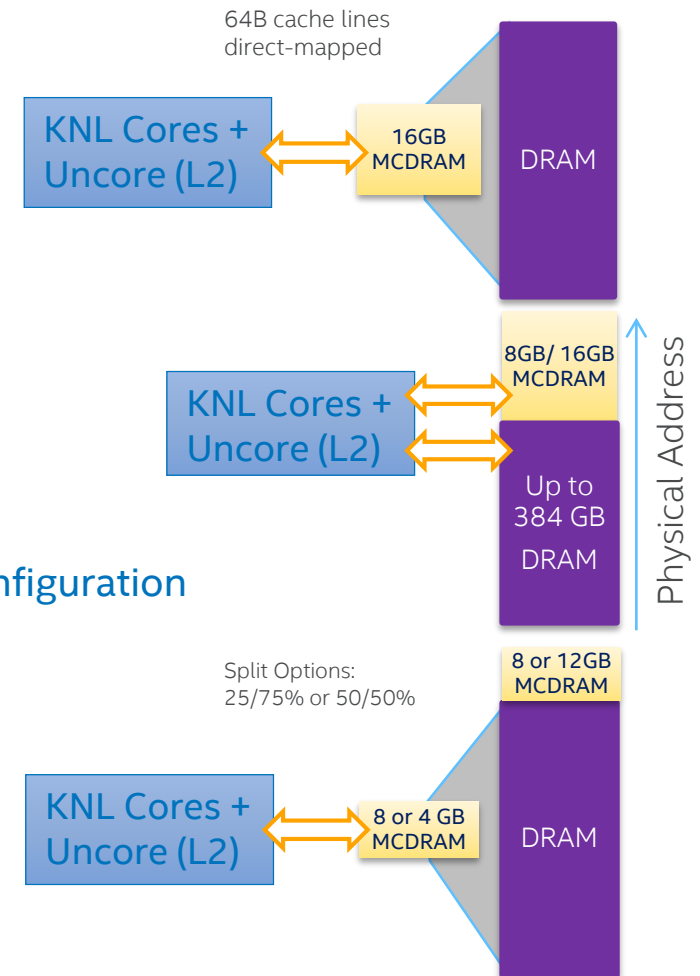 64B cache lines
direct-mapped
KNL Cores +
Uncore (L2)
16GB
MCDRAM
DRAM
8GB/ 16GB
MCDRAM
KNL Cores +
Uncore (L2)
Up to
384 GB
DRAM
Physical Address
nfiguration
Split Options:
25/75% or 50/50%
8 or 12GB
MCDRAM
KNL Cores +
Uncore (L2)
8 or 4 GB
MCDRAM
DRAM